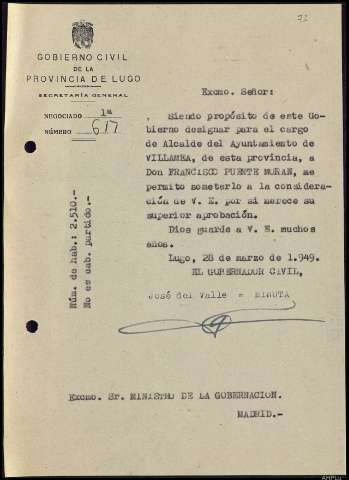 GOBIERNO CIVIL
DE LA
PROVINCIA DE LUGO
SECRETARÍA GENERAL
NEGOCIADO 1ª
NÚMERO 617
Excmo. Señor:
Siendo propósito de este Go-
bierno designar para el cargo
de Alcalde del Ayuntamiento de
VILLAMEA, de esta provincia, a
Don FRANCISCO PUENTE MORAN, me
permito someterlo a la considera-
ción de V. E. por si merece su
superior aprobación.
Dios guarde a V. E. muchos
años.
Lugo, 28 de marzo de 1.949.
EL GOBERNADOR CIVIL,
José del Valle = MINUTA
Núm. de hab.: 2.510.-
No es cab. partido.-
Excmo. Sr. MINISTRO DE LA GOBERNACION.
MADRID.-